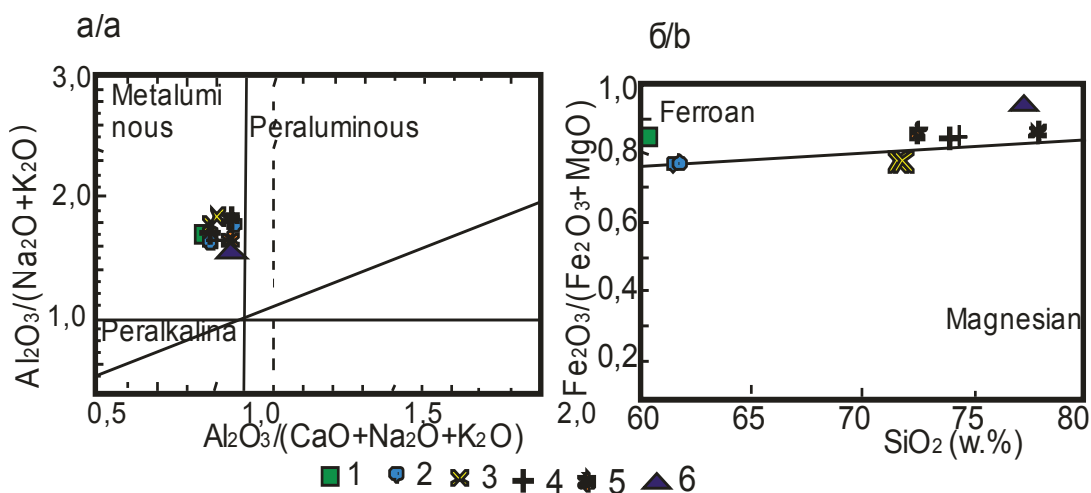 а/a
3,0
2,0
1,0
Metalumi
nous
Peraluminous
Peralkalina
Al₂O₃/(Na₂O+K₂O)
0,5
1,0
1,5
2,0
Al₂O₃/(CaO+Na₂O+K₂O)
б/b
1,0
0,8
0,6
0,4
0,2
Ferroan
Magnesian
Fe₂O₃/(Fe₂O₃+MgO)
60
65
70
75
80
SiO₂ (w.%)
1 2 3 4 5 6